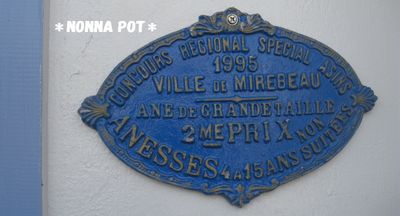 *NONNA POT*
CONCOURS REGIONAL SPECIAL ASINS
1995
VILLE DE MIREBEAU
ANE DE GRANDE TAILLE
2ME PRIX
ANESSES 4 A 15 ANS NON SUITEES